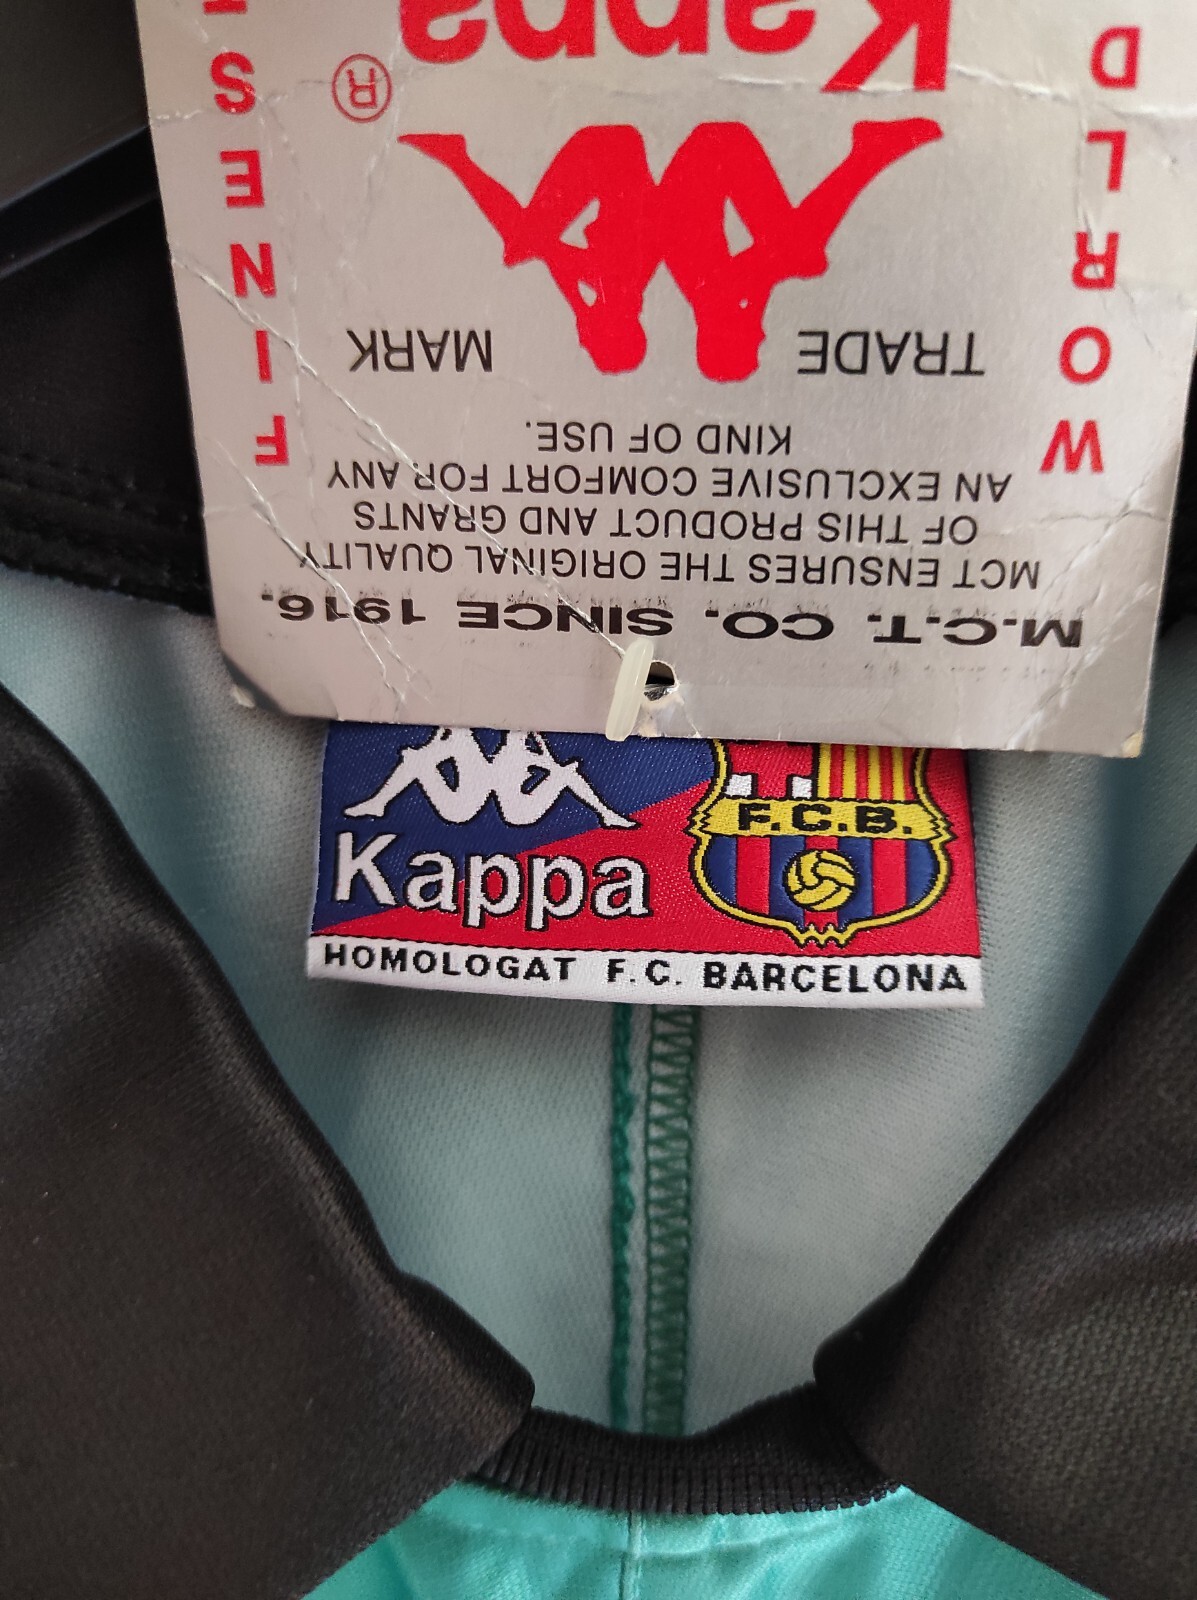 M.C.T. CO. SINCE 1916.
MCT ENSURES THE ORIGINAL QUALITY
OF THIS PRODUCT AND GRANTS
AN EXCLUSIVE COMFORT FOR ANY
KIND OF USE.
TRADE MARK
Kappa
®
WORLD
FINEST
F.C.B.
Kappa
HOMOLOGAT F.C. BARCELONA